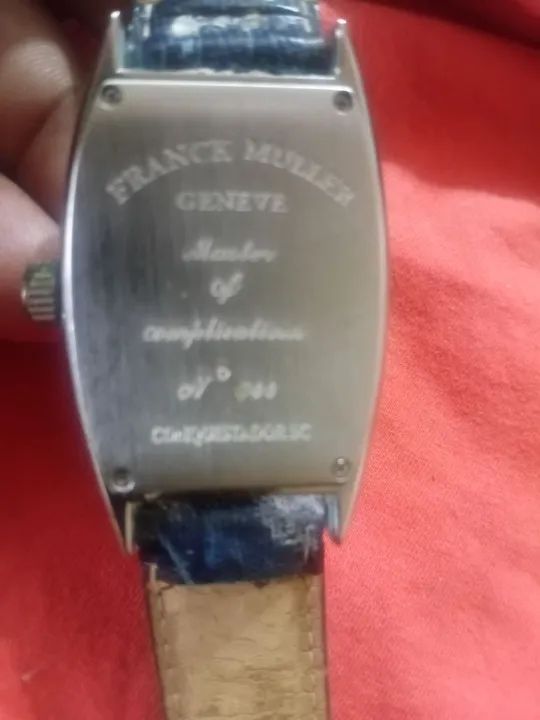 FRANCK MULLER
GENEVE
Master
of
complications
N°